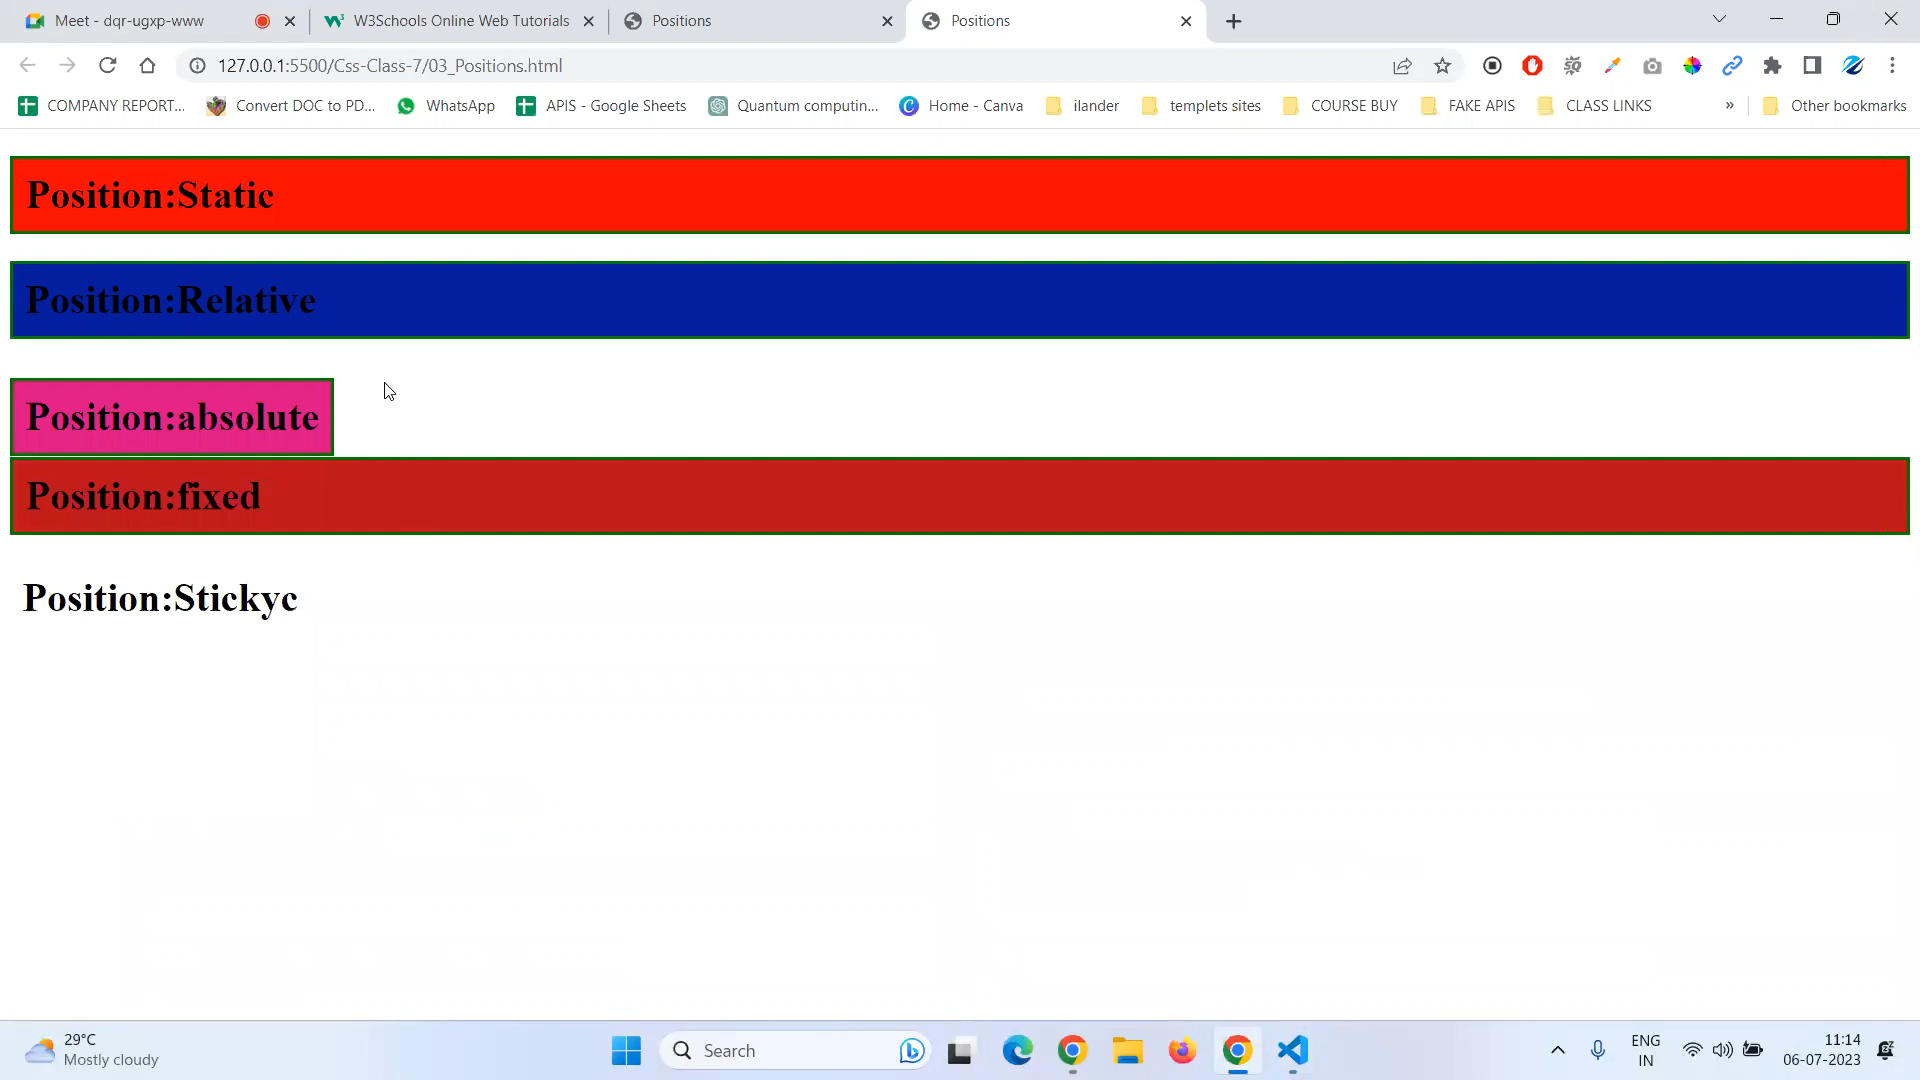 Meet - dqr-ugxp-www
W3Schools Online Web Tutorials
Positions
Positions
127.0.0.1:5500/Css-Class-7/03_Positions.html
COMPANY REPORT...
Convert DOC to PD...
WhatsApp
APIS - Google Sheets
Quantum computin...
Home - Canva
ilander
templets sites
COURSE BUY
FAKE APIS
CLASS LINKS
»
Other bookmarks
Position:Static
Position:Relative
Position:absolute
Position:fixed
Position:Stickyc
29°C
Mostly cloudy
Search
ENG
IN
11:14
06-07-2023